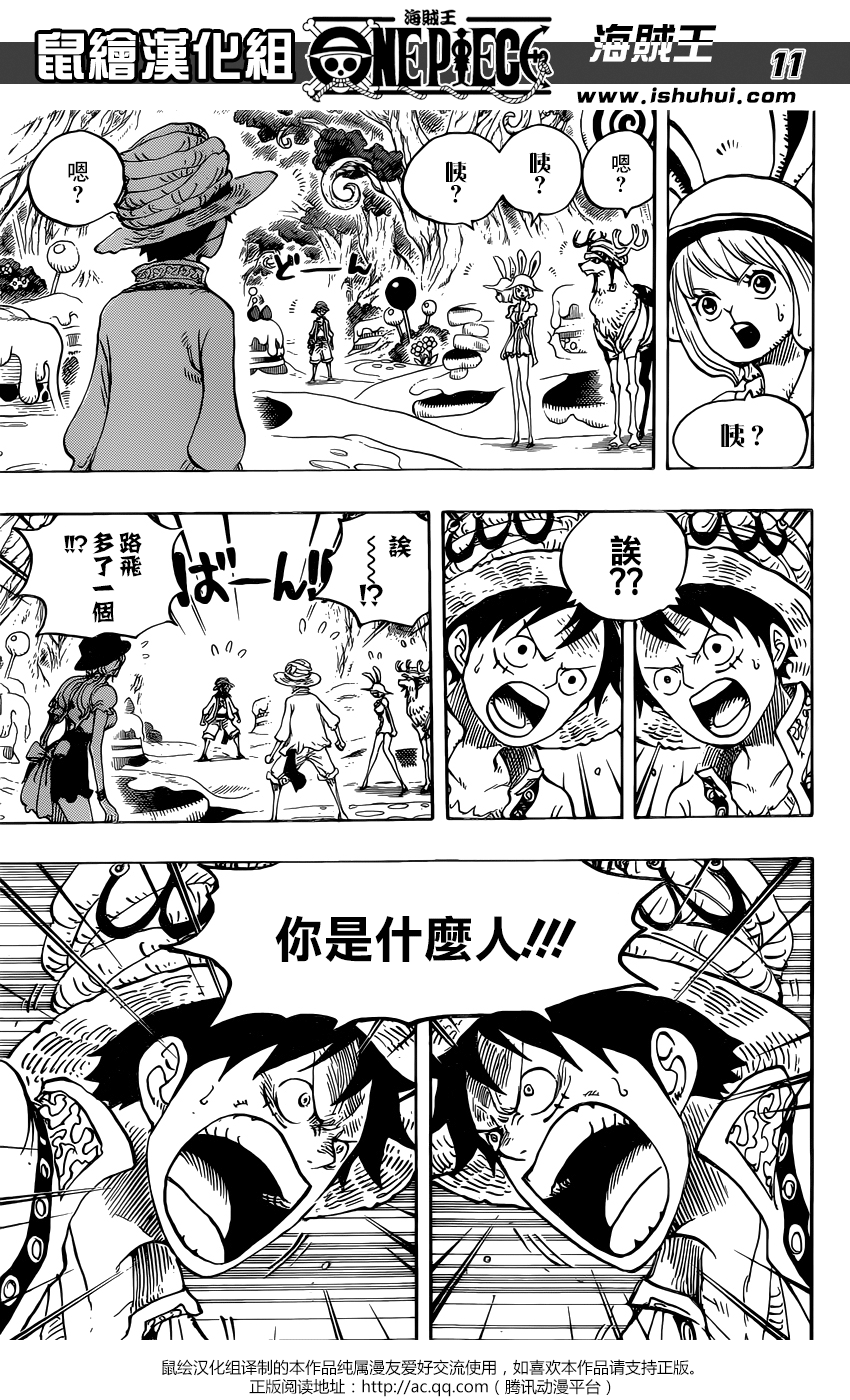 鼠繪漢化組
海賊王
ONE PIECE
海賊王
11
www.ishuhui.com
咦？
嗯？
咦？
咦？
嗯？
どーん
誒??
誒
!?
ばーん!!
路飛
多了一個
!!?
你是什麼人!!!
鼠绘汉化组译制的本作品纯属漫友爱好交流使用，如喜欢本作品请支持正版。
正版阅读地址：http://ac.qq.com（腾讯动漫平台）